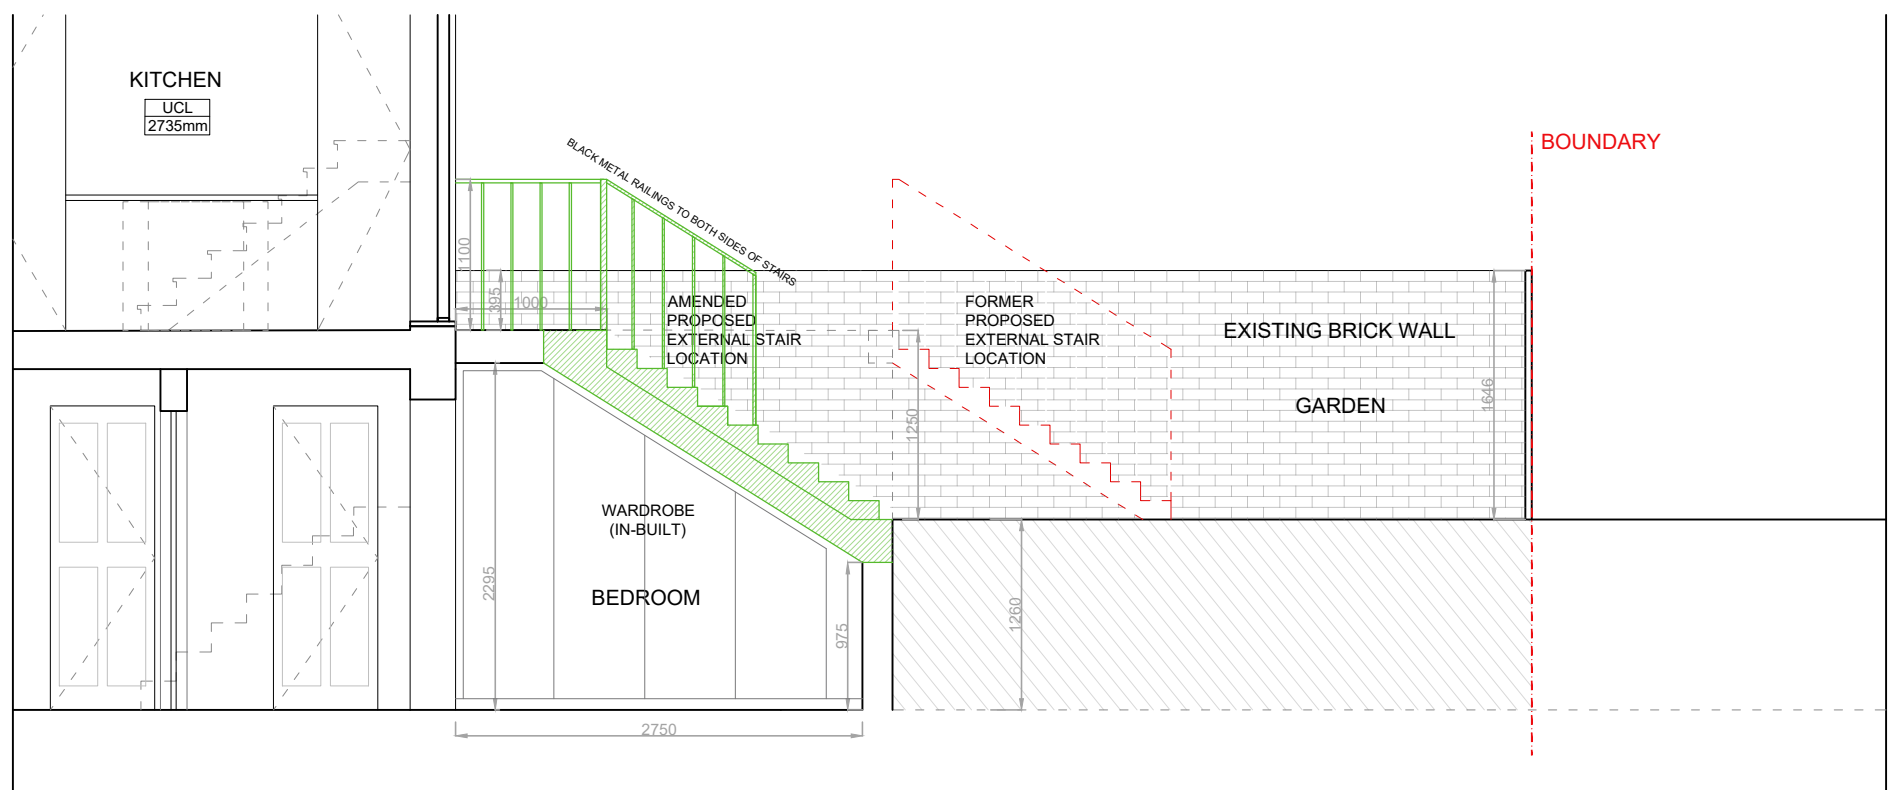 KITCHEN
UCL
2735mm
BOUNDARY
BLACK METAL RAILINGS TO BOTH SIDES OF STAIRS
1100
395
1000
AMENDED
PROPOSED
EXTERNAL STAIR
LOCATION
FORMER
PROPOSED
EXTERNAL STAIR
LOCATION
EXISTING BRICK WALL
GARDEN
1646
1250
WARDROBE
(IN-BUILT)
BEDROOM
2295
975
1260
2750